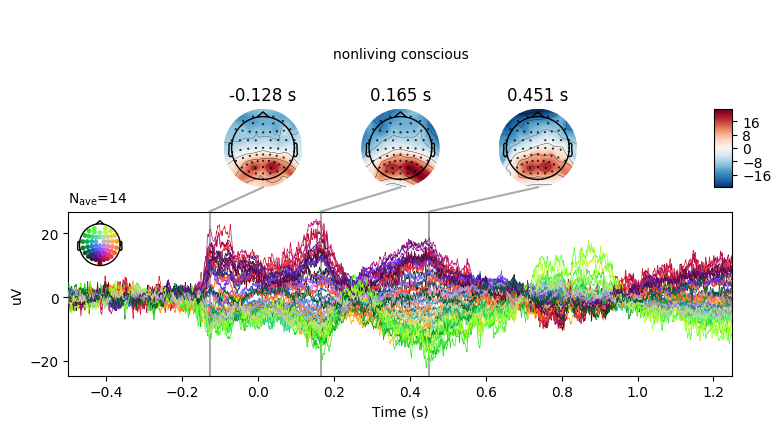 nonliving conscious
-0.128 s 0.165 s 0.451 s
16
8
0
−8
−16
Nave=14
20
0
−20
uV
−0.4 −0.2 0.0 0.2 0.4 0.6 0.8 1.0 1.2
Time (s)